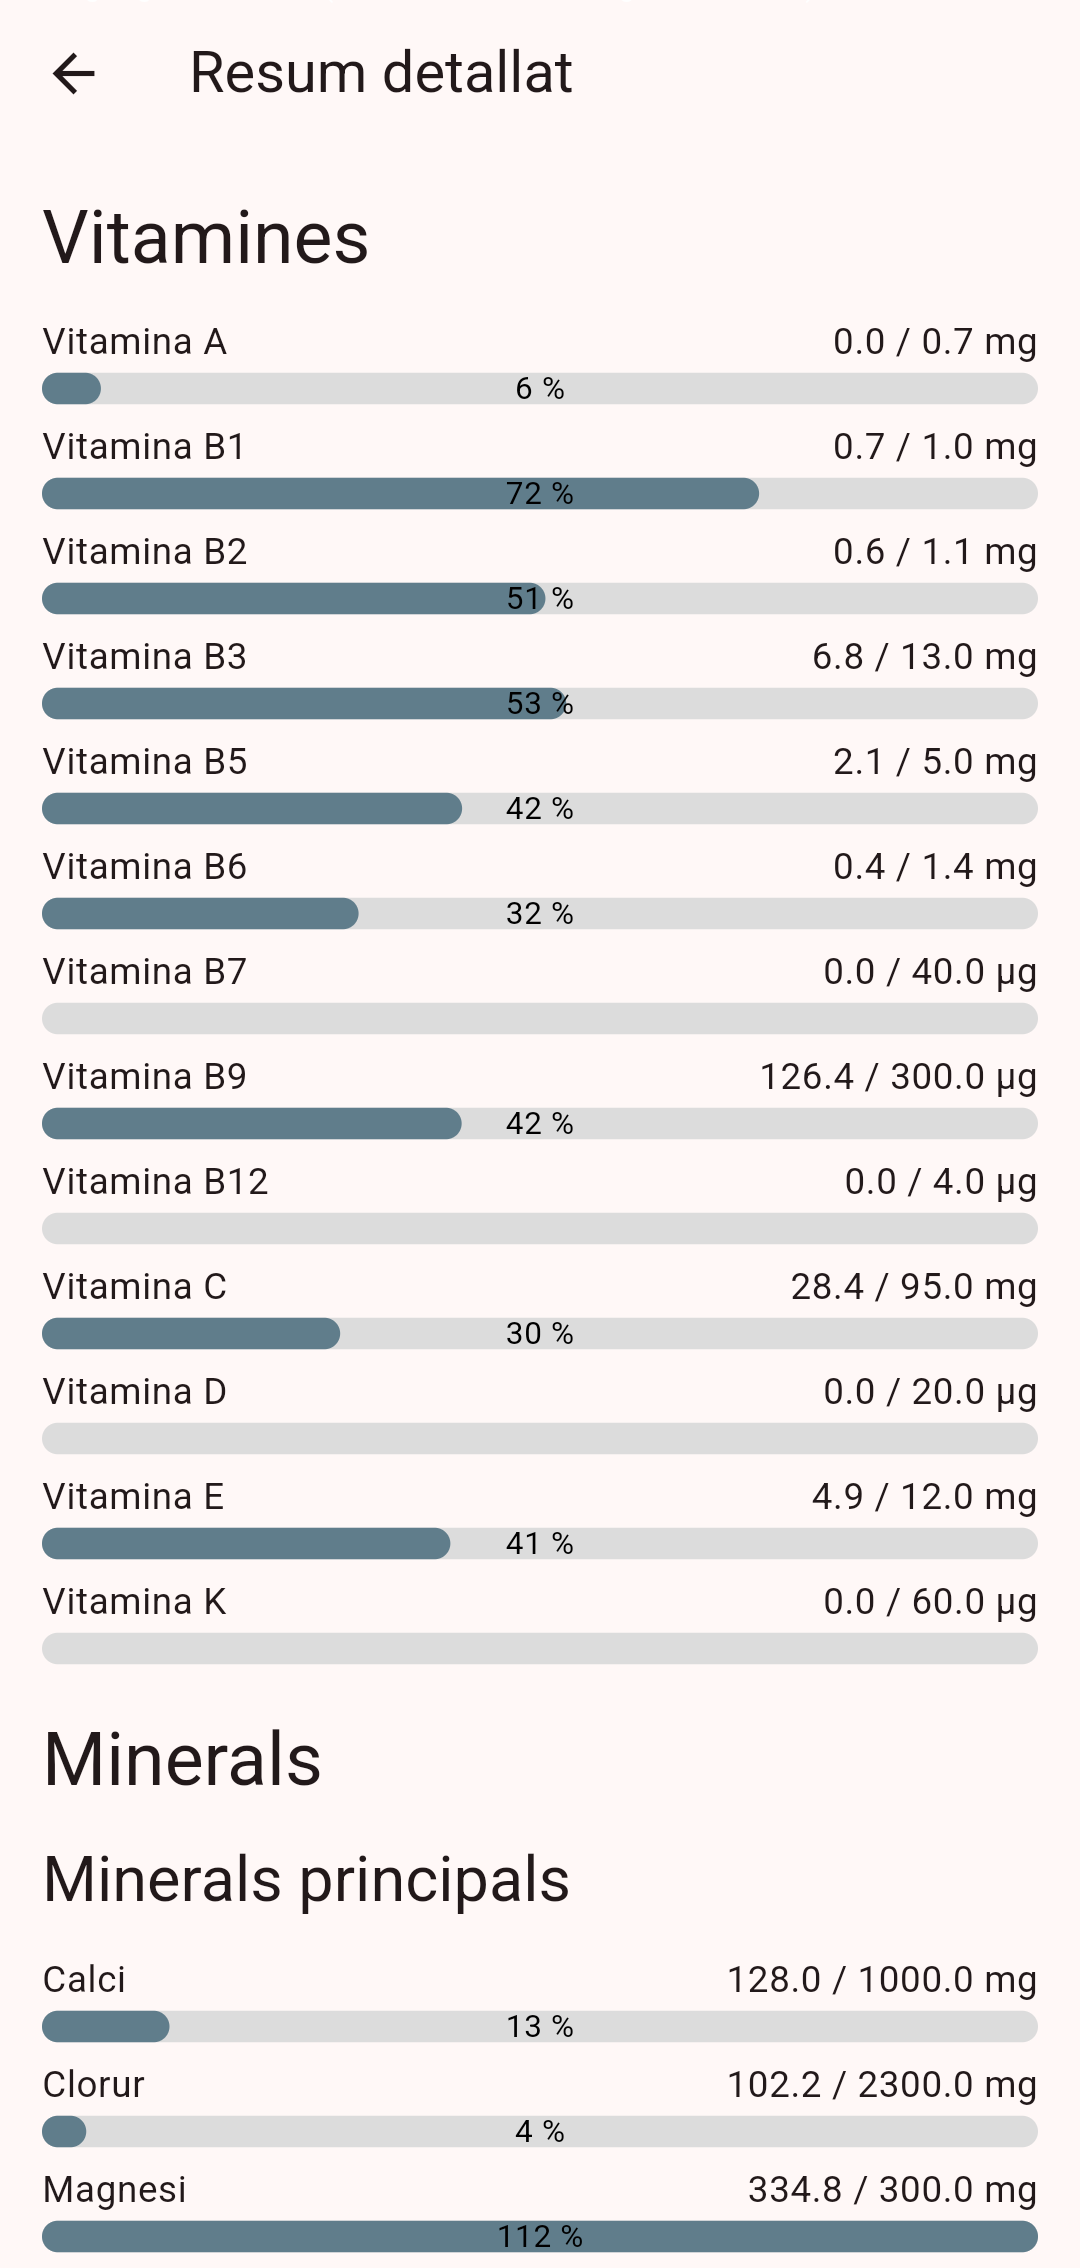 Resum detallat
Vitamines
Vitamina A 0.0 / 0.7 mg
6 %
Vitamina B1 0.7 / 1.0 mg
72 %
Vitamina B2 0.6 / 1.1 mg
51 %
Vitamina B3 6.8 / 13.0 mg
53 %
Vitamina B5 2.1 / 5.0 mg
42 %
Vitamina B6 0.4 / 1.4 mg
32 %
Vitamina B7 0.0 / 40.0 µg
Vitamina B9 126.4 / 300.0 µg
42 %
Vitamina B12 0.0 / 4.0 µg
Vitamina C 28.4 / 95.0 mg
30 %
Vitamina D 0.0 / 20.0 µg
Vitamina E 4.9 / 12.0 mg
41 %
Vitamina K 0.0 / 60.0 µg
Minerals
Minerals principals
Calci 128.0 / 1000.0 mg
13 %
Clorur 102.2 / 2300.0 mg
4 %
Magnesi 334.8 / 300.0 mg
112 %